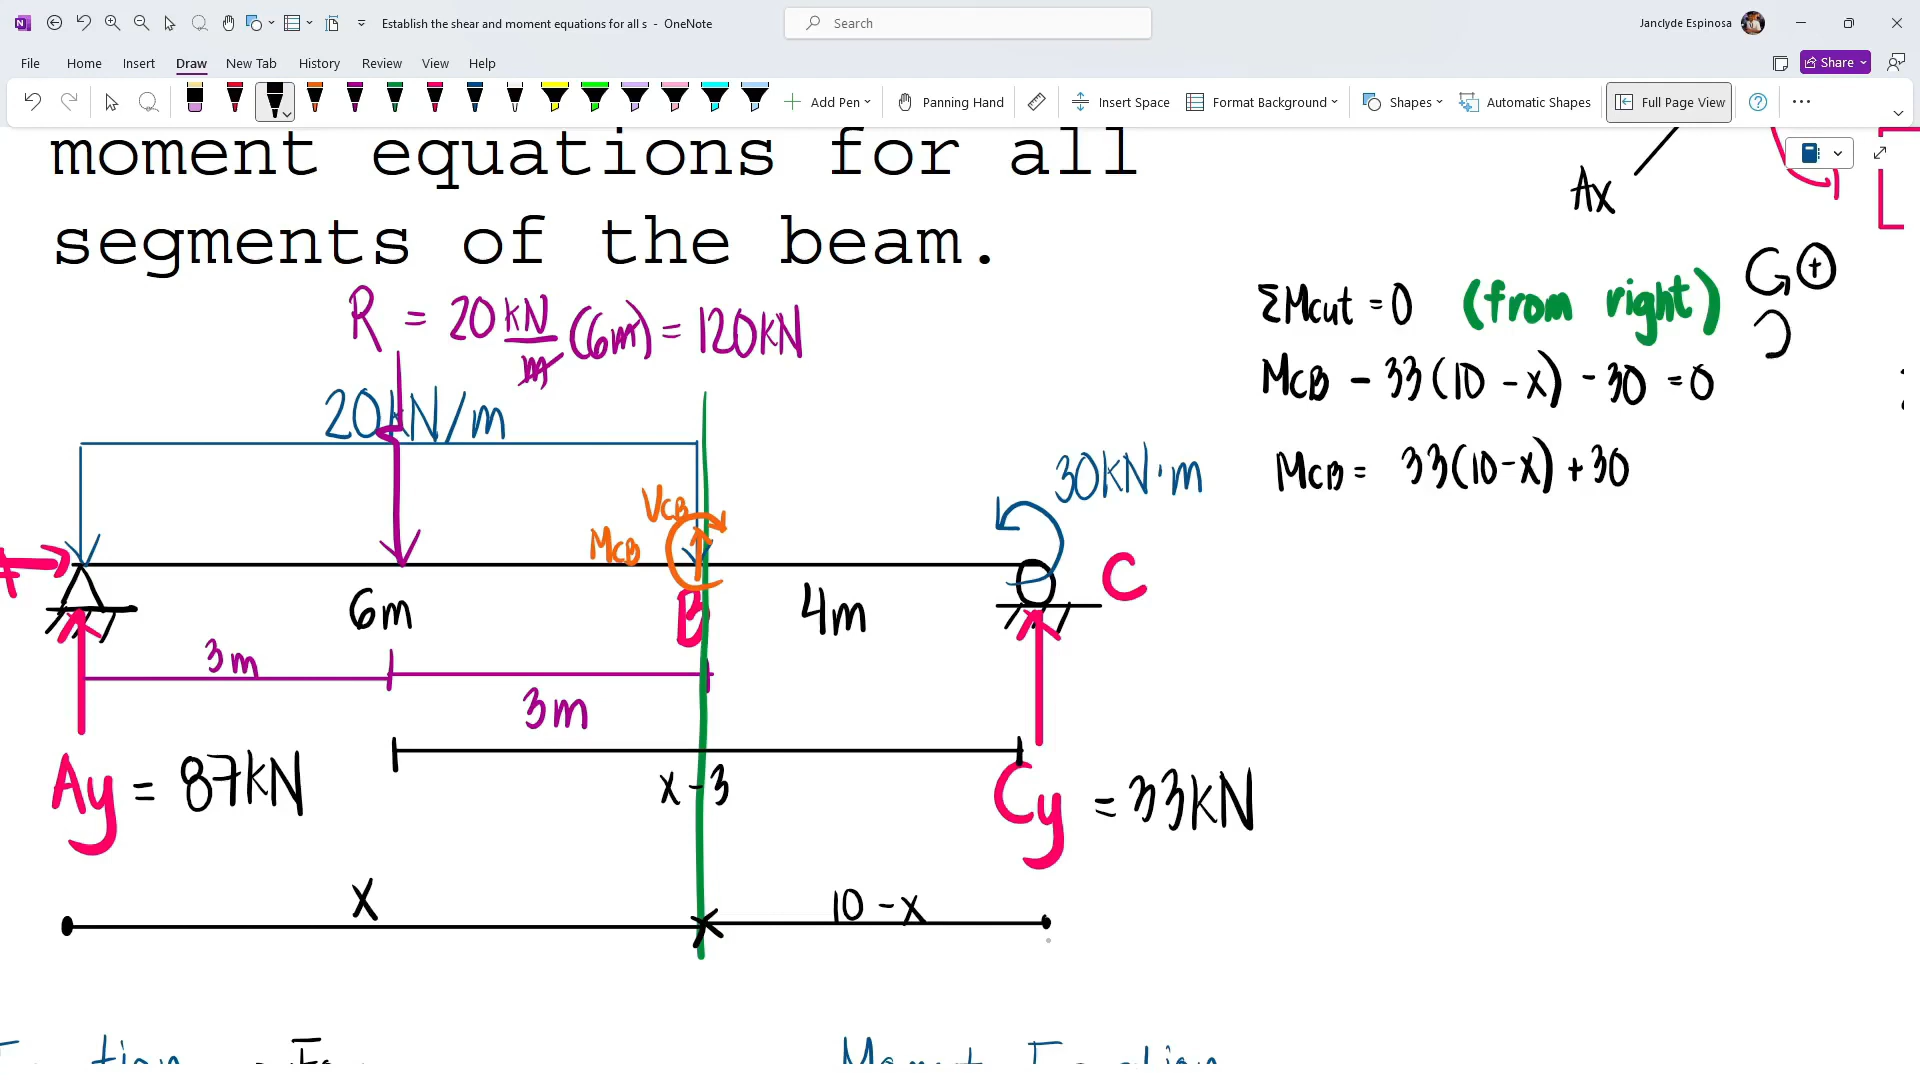 Establish the shear and moment equations for all s - OneNote
Search
Janclyde Espinosa
File Home Insert Draw New Tab History Review View Help
Share
Add Pen Panning Hand Insert Space Format Background Shapes Automatic Shapes Full Page View
moment equations for all
segments of the beam.
Ax
R = 20 kN/m (6m) = 120kN
20kN/m
ΣMcut = 0 (from right) +
McB - 33(10 - x) - 30 = 0
McB = 33(10-x) + 30
30kN·m
VcB
McB
C
6m
B
4m
3m
3m
Ay = 87kN
x - 3
Cy = 33kN
x
10 - x
Moment Equation